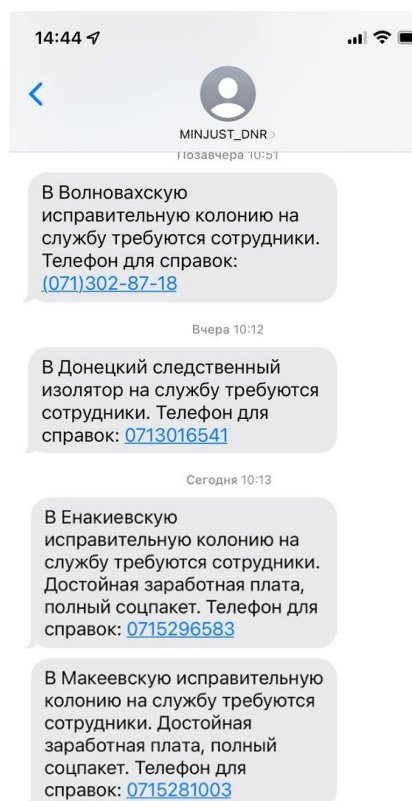 14:44
MINJUST_DNR
Позавчера 10:51
В Волновахскую
исправительную колонию на
службу требуются сотрудники.
Телефон для справок:
(071)302-87-18
Вчера 10:12
В Донецкий следственный
изолятор на службу требуются
сотрудники. Телефон для
справок: 0713016541
Сегодня 10:13
В Енакиевскую
исправительную колонию на
службу требуются сотрудники.
Достойная заработная плата,
полный соцпакет. Телефон для
справок: 0715296583
В Макеевскую исправительную
колонию на службу требуются
сотрудники. Достойная
заработная плата, полный
соцпакет. Телефон для
справок: 0715281003